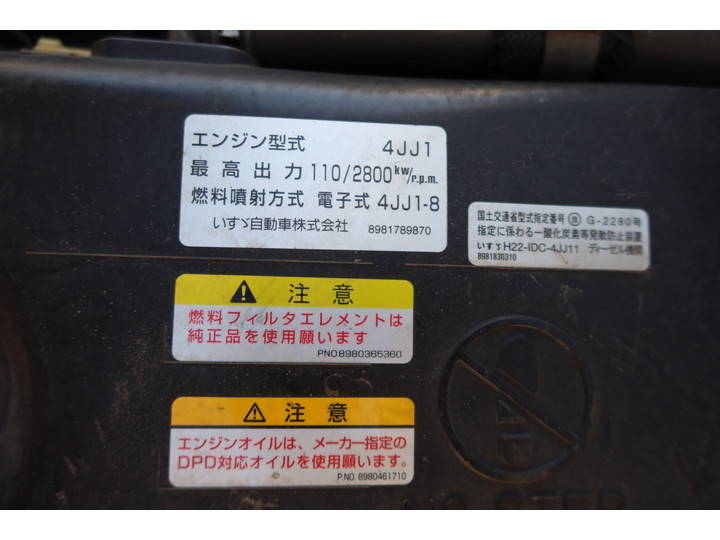 エンジン型式 4JJ1
最高出力 110/2800kW/r.p.m.
燃料噴射方式 電子式 4JJ1-8
いすゞ自動車株式会社 8981789870
国土交通省型式指定番号 G-2280号
指定に係わる一酸化炭素等発散防止装置
いすゞH22-IDC-4JJ11 ディーゼル機関
8981830310
注意
燃料フィルタエレメントは
純正品を使用願います
PNO8980365360
注意
エンジンオイルは、メーカー指定の
DPD対応オイルを使用願います。
P.NO. 8980461710
NO STEP